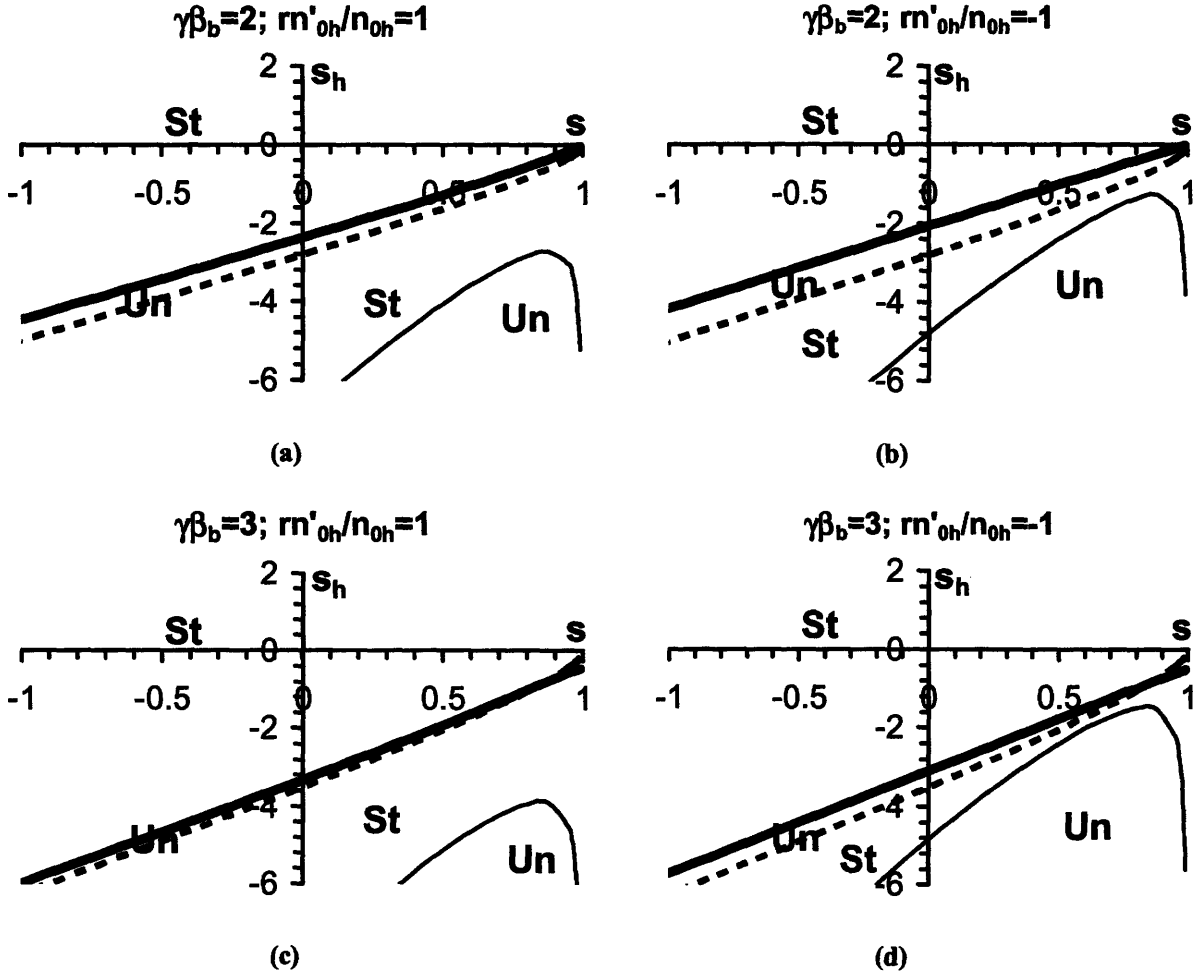 γβb=2; rn'0h/n0h=1
2
sh
St
0
s
-1
-0.5
0
0.5
1
-2
Un
-4
St
Un
-6
(a)
γβb=2; rn'0h/n0h=-1
2
sh
St
0
s
-1
-0.5
0
0.5
1
-2
Un
Un
-4
St
-6
(b)
γβb=3; rn'0h/n0h=1
2
sh
St
0
s
-1
-0.5
0
0.5
1
-2
-4
St
Un
Un
-6
(c)
γβb=3; rn'0h/n0h=-1
2
sh
St
0
s
-1
-0.5
0
0.5
1
-2
-4
Un
Un
St
-6
(d)